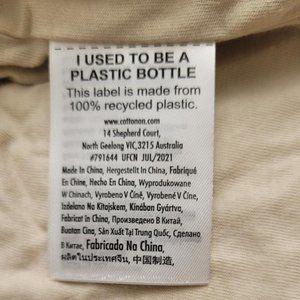 I USED TO BE A
PLASTIC BOTTLE
This label is made from
100% recycled plastic.
www.cottonon.com
14 Shepherd Court,
North Geelong VIC,3215 Australia
#791644 UFCN JUL/2021
Made In China, Hergestellt In China, Fabriqué
En Chine, Hecho En China, Wyprodukowane
W Chinach, Vyrobeno V Číně, Vyrobené V Číne,
Izdelano Na Kitajskem, Kínában Gyártva,
Fabricat in China, Произведено В Китай,
Buatan Cina, Sản Xuất Tại Trung Quốc, Сделано
В Китае, Fabricado Na China,
ผลิตในประเทศจีน, 中国制造,